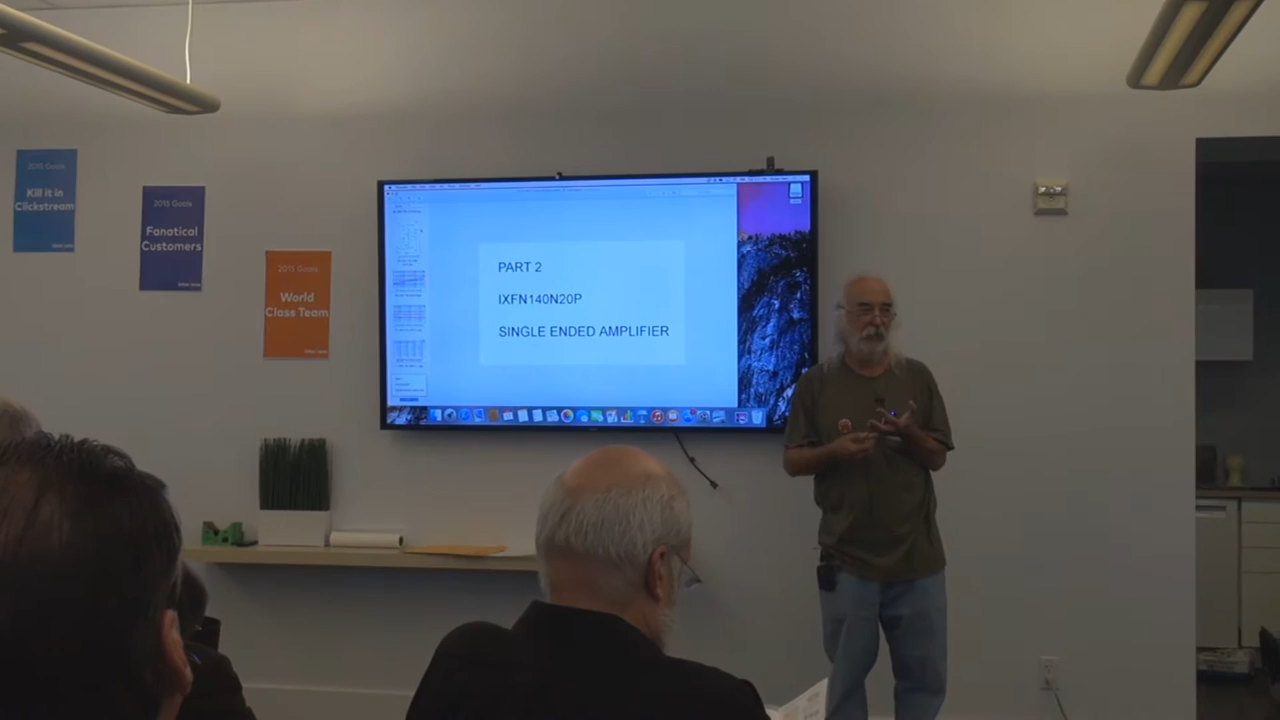 2015 Goals
Kill it in
Clickstream
2015 Goals
Fanatical
Customers
2015 Goals
World
Class Team
PART 2
IXFN140N20P
SINGLE ENDED AMPLIFIER